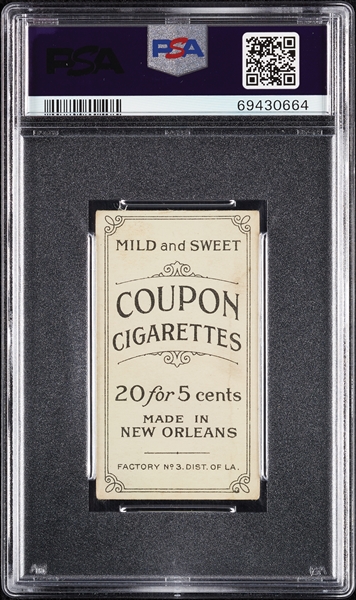 PSA
PSA
69430664
MILD and SWEET
COUPON
CIGARETTES
20 for 5 cents
MADE IN
NEW ORLEANS
FACTORY Nº 3. DIST. OF LA.